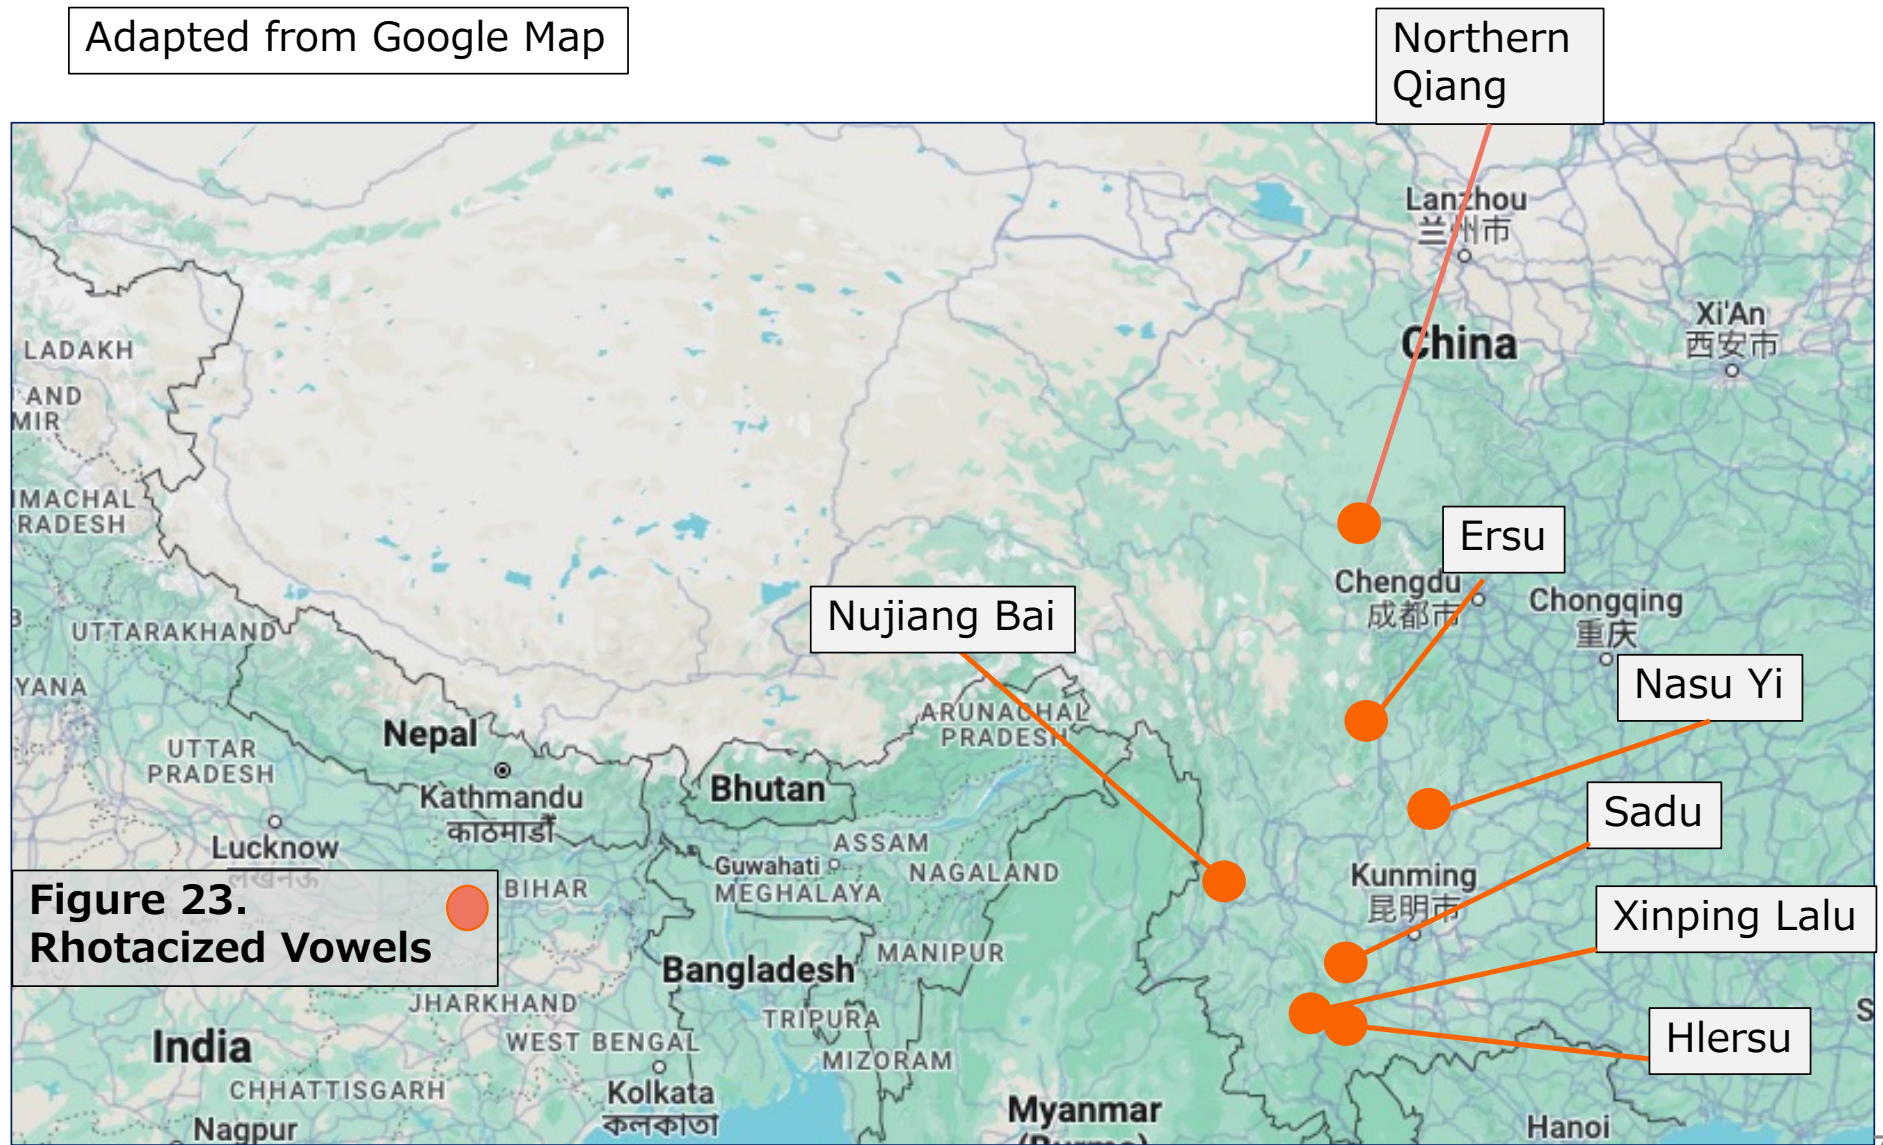 Adapted from Google Map
Northern
Qiang
Lanzhou
兰州市
Xi'An
西安市
China
LADAKH
AND
MIR
IMACHAL
RADESH
Ersu
Chengdu
成都市
Chongqing
重庆
Nujiang Bai
UTTARAKHAND
YANA
Nasu Yi
ARUNACHAL
PRADESH
Nepal
UTTAR
PRADESH
Bhutan
Kathmandu
काठमाडौँ
Sadu
Lucknow
लखनऊ
ASSAM
Guwahati
NAGALAND
MEGHALAYA
Kunming
昆明市
BIHAR
Figure 23.
Rhotacized Vowels
Xinping Lalu
MANIPUR
Bangladesh
JHARKHAND
TRIPURA
S
India
WEST BENGAL
MIZORAM
Hlersu
CHHATTISGARH
Kolkata
কলকাতা
Myanmar
(Burma)
Hanoi
Nagpur